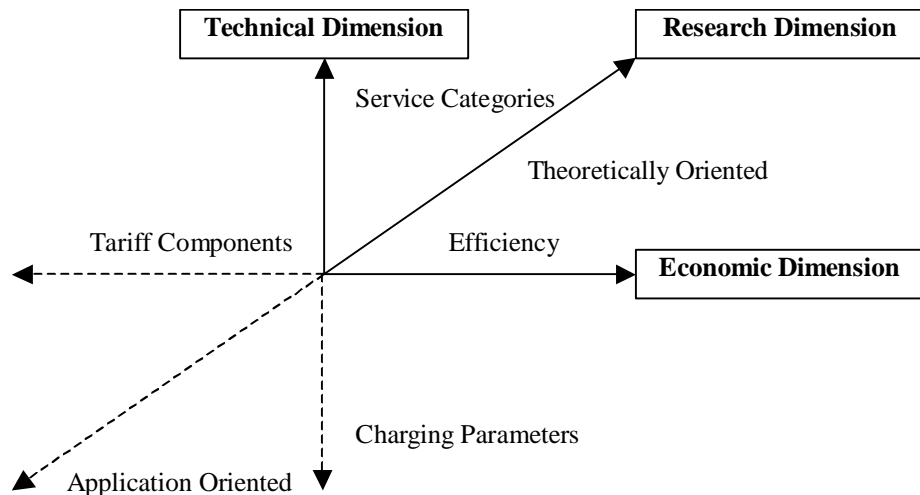 Technical Dimension
Research Dimension
Service Categories
Theoretically Oriented
Tariff Components
Efficiency
Economic Dimension
Charging Parameters
Application Oriented